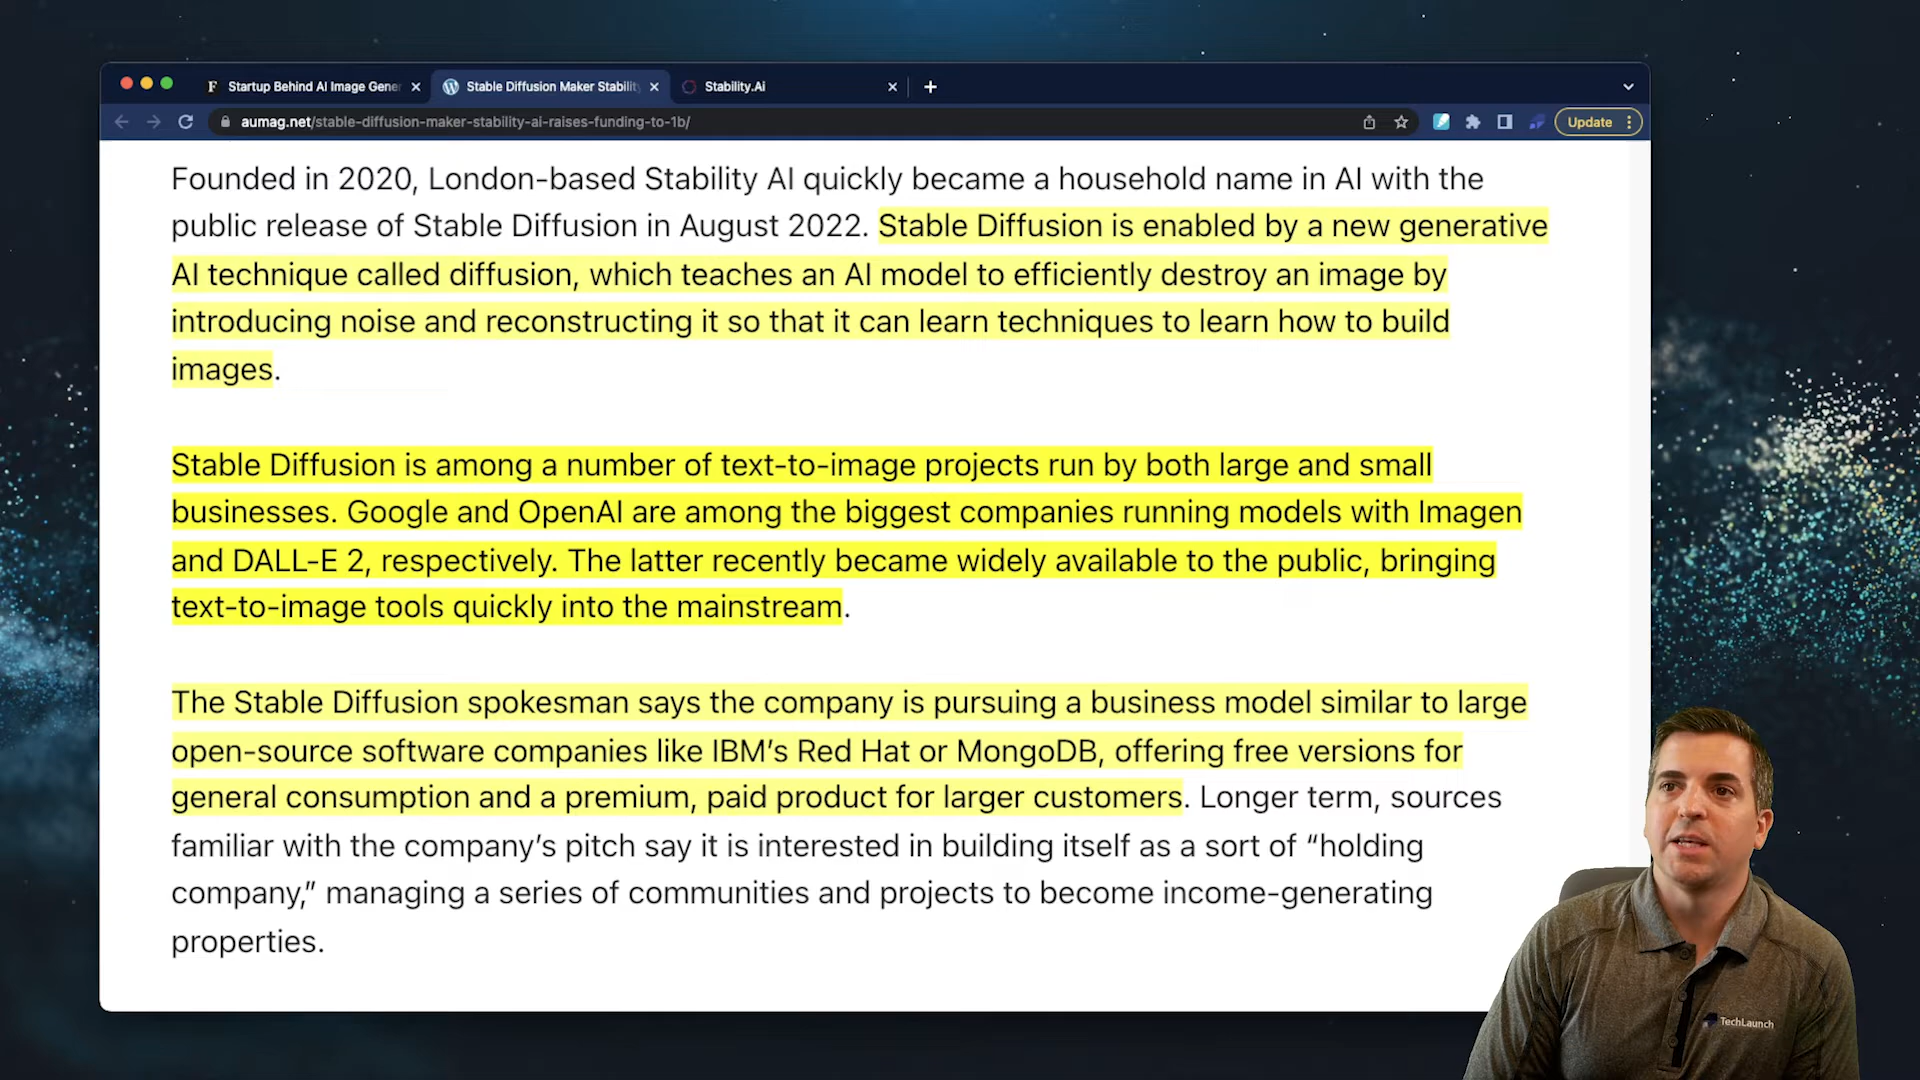 F Startup Behind AI Image Gener
Stable Diffusion Maker Stability
Stability.Ai
aumag.net/stable-diffusion-maker-stability-ai-raises-funding-to-1b/
Update
Founded in 2020, London-based Stability AI quickly became a household name in AI with the
public release of Stable Diffusion in August 2022. Stable Diffusion is enabled by a new generative
AI technique called diffusion, which teaches an AI model to efficiently destroy an image by
introducing noise and reconstructing it so that it can learn techniques to learn how to build
images.
Stable Diffusion is among a number of text-to-image projects run by both large and small
businesses. Google and OpenAI are among the biggest companies running models with Imagen
and DALL-E 2, respectively. The latter recently became widely available to the public, bringing
text-to-image tools quickly into the mainstream.
The Stable Diffusion spokesman says the company is pursuing a business model similar to large
open-source software companies like IBM’s Red Hat or MongoDB, offering free versions for
general consumption and a premium, paid product for larger customers. Longer term, sources
familiar with the company’s pitch say it is interested in building itself as a sort of “holding
company,” managing a series of communities and projects to become income-generating
properties.
TechLaunch